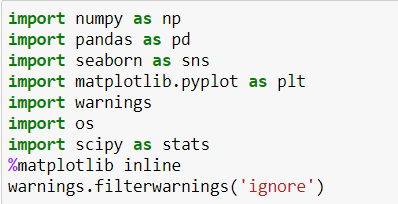 import numpy as np
import pandas as pd
import seaborn as sns
import matplotlib.pyplot as plt
import warnings
import os
import scipy as stats
%matplotlib inline
warnings.filterwarnings('ignore')